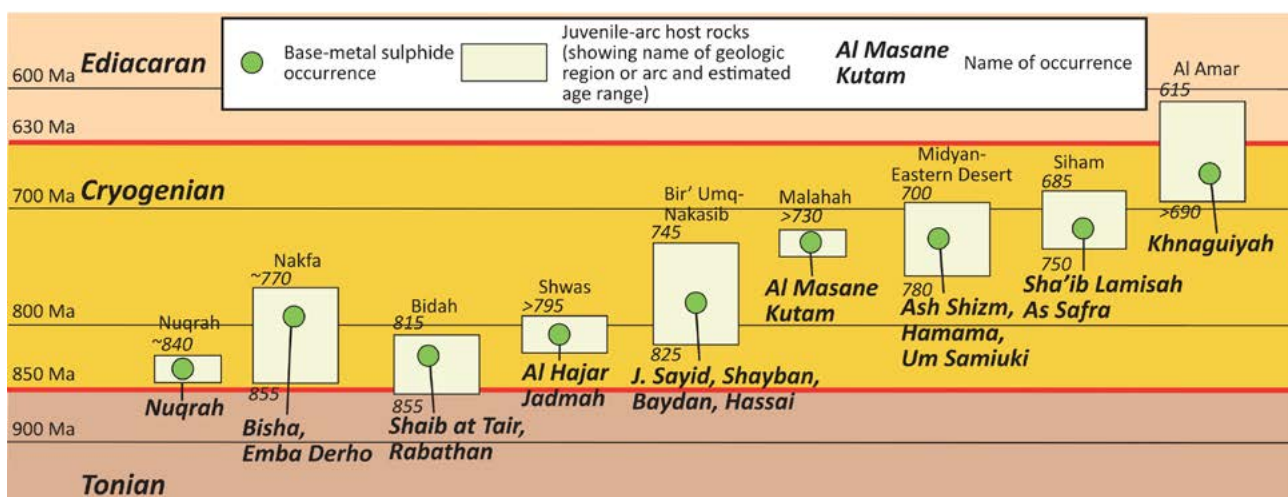 600 Ma
Ediacaran
Base-metal sulphide
occurrence
Juvenile-arc host rocks
(showing name of geologic
region or arc and estimated
age range)
Al Masane
Kutam
Name of occurrence
630 Ma
Cryogenian
700 Ma
800 Ma
850 Ma
900 Ma
Tonian
Nuqrah
~840
Nuqrah
Nakfa
~770
855
Bisha,
Emba Derho
Bidah
815
855
Shaib at Tair,
Rabathan
Shwas
>795
Al Hajar
Jadmah
Bir' Umq-
Nakasib
745
825
J. Sayid, Shayban,
Baydan, Hassai
Malahah
>730
Al Masane
Kutam
Midyan-
Eastern Desert
700
780
Ash Shizm,
Hamama,
Um Samiuki
Siham
685
750
Sha'ib Lamisah
As Safra
Al Amar
615
>690
Khnaguiyah